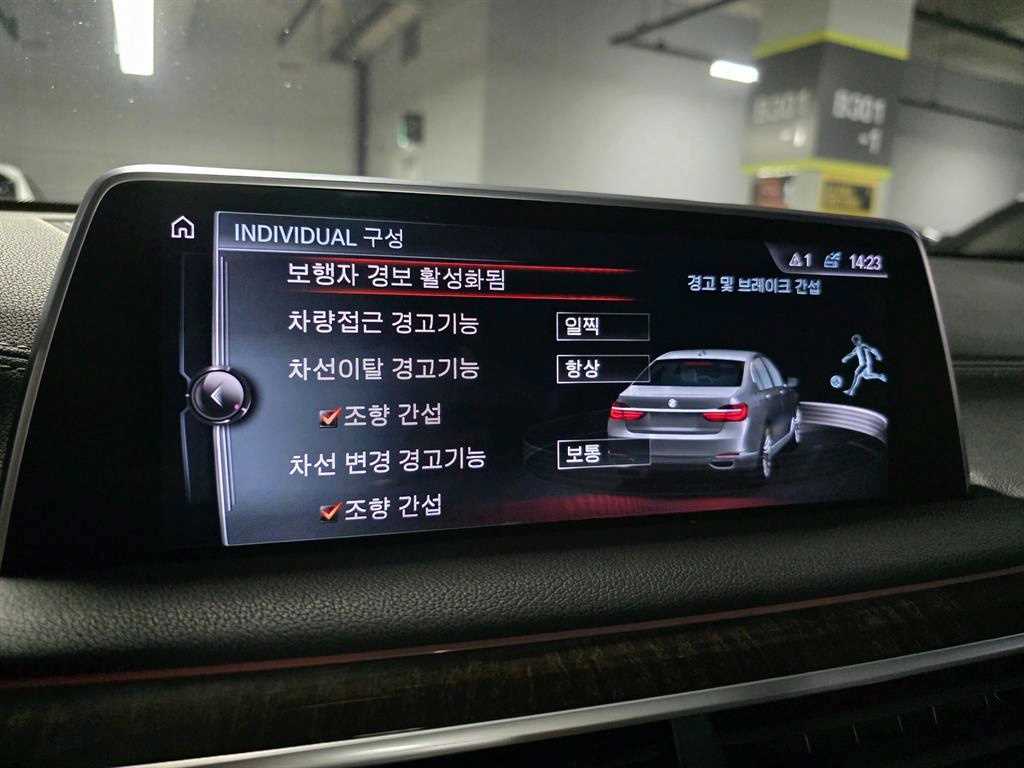 B301
B301
-1
INDIVIDUAL 구성
1 14:23
보행자 경보 활성화됨
경고 및 브레이크 간섭
차량접근 경고기능 일찍
차선이탈 경고기능 항상
조향 간섭
차선 변경 경고기능 보통
조향 간섭